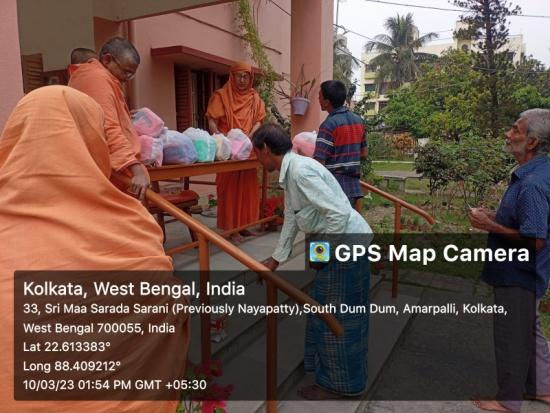 GPS Map Camera
Kolkata, West Bengal, India
33, Sri Maa Sarada Sarani (Previously Nayapatty),South Dum Dum, Amarpalli, Kolkata,
West Bengal 700055, India
Lat 22.613383°
Long 88.409212°
10/03/23 01:54 PM GMT +05:30